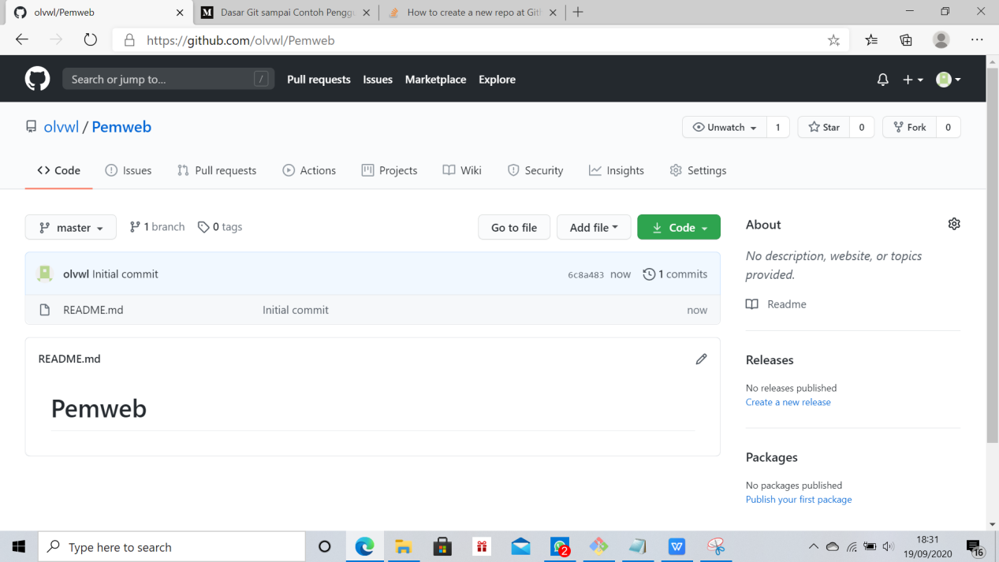 olvwl/Pemweb
Dasar Git sampai Contoh Penggu
How to create a new repo at Git
https://github.com/olvwl/Pemweb
Search or jump to... /
Pull requests Issues Marketplace Explore
olvwl / Pemweb
Unwatch 1 Star 0 Fork 0
Code Issues Pull requests Actions Projects Wiki Security Insights Settings
master 1 branch 0 tags
Go to file Add file Code
olvwl Initial commit 6c8a483 now 1 commits
README.md Initial commit now
README.md
Pemweb
About
No description, website, or topics
provided.
Readme
Releases
No releases published
Create a new release
Packages
No packages published
Publish your first package
Type here to search
2
W
18:31
19/09/2020
16